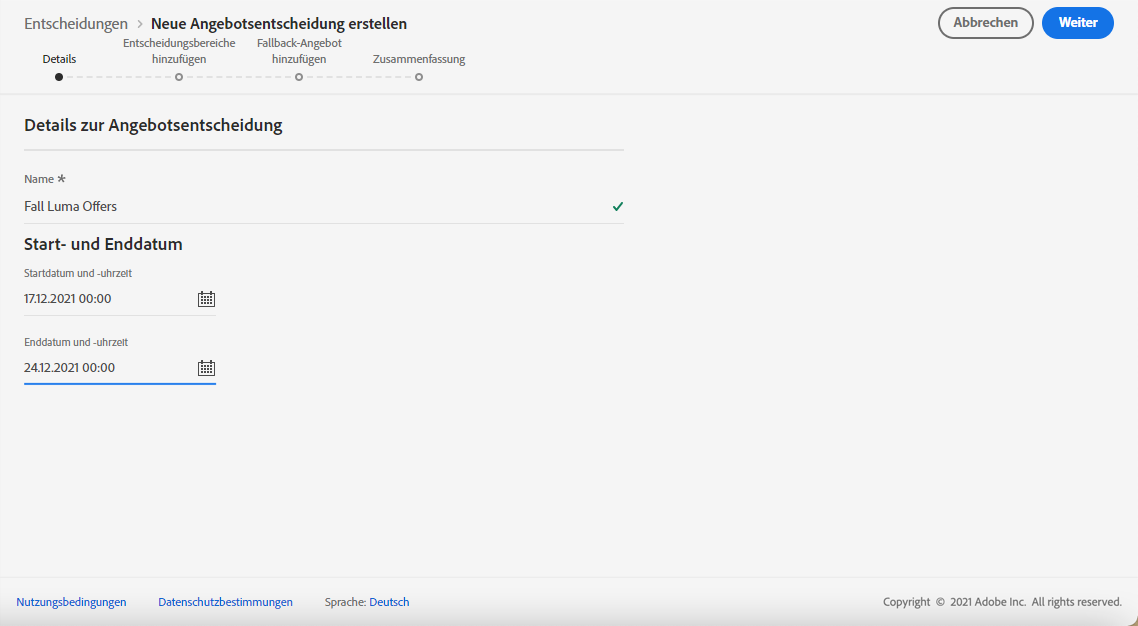 Entscheidungen > Neue Angebotsentscheidung erstellen
Abbrechen
Weiter
Details
Entscheidungsbereiche
hinzufügen
Fallback-Angebot
hinzufügen
Zusammenfassung
Details zur Angebotsentscheidung
Name *
Fall Luma Offers
Start- und Enddatum
Startdatum und -uhrzeit
17.12.2021 00:00
Enddatum und -uhrzeit
24.12.2021 00:00
Nutzungsbedingungen
Datenschutzbestimmungen
Sprache: Deutsch
Copyright © 2021 Adobe Inc. All rights reserved.